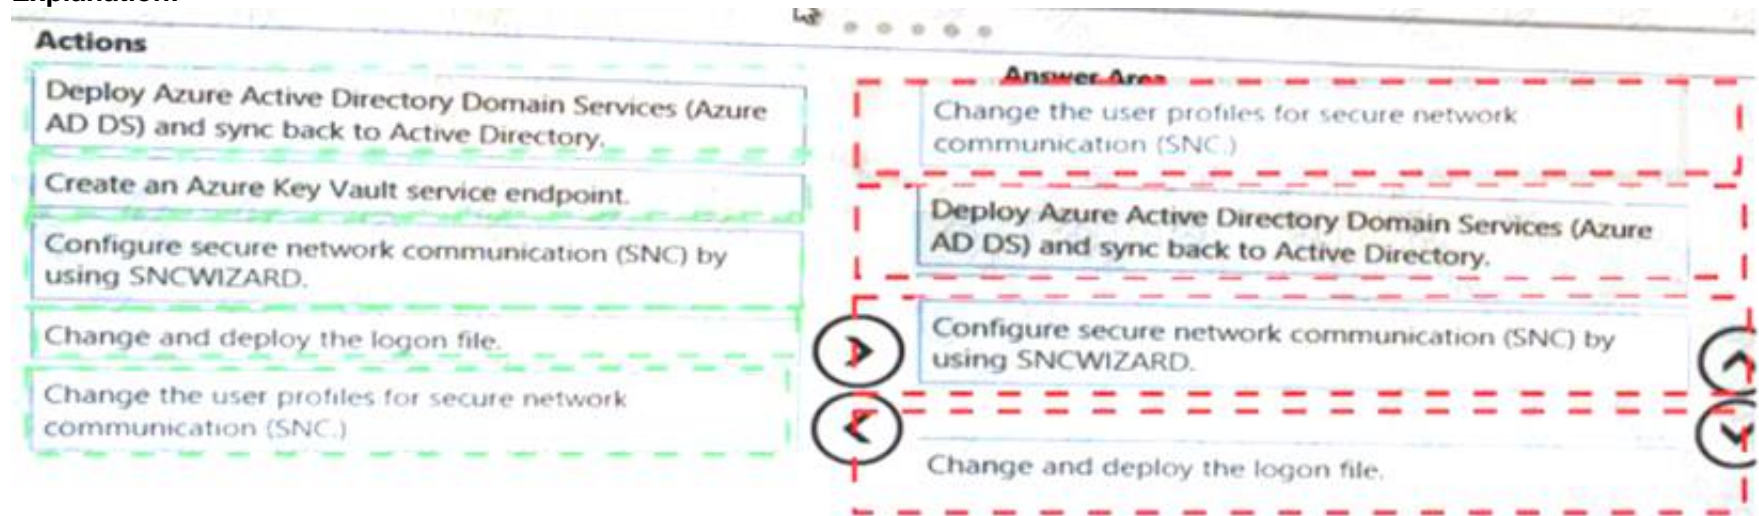 Explanation:
Actions
Deploy Azure Active Directory Domain Services (Azure
AD DS) and sync back to Active Directory.
Create an Azure Key Vault service endpoint.
Configure secure network communication (SNC) by
using SNCWIZARD.
Change and deploy the logon file.
Change the user profiles for secure network
communication (SNC.)
Answer Area
Change the user profiles for secure network
communication (SNC.)
Deploy Azure Active Directory Domain Services (Azure
AD DS) and sync back to Active Directory.
Configure secure network communication (SNC) by
using SNCWIZARD.
Change and deploy the logon file.